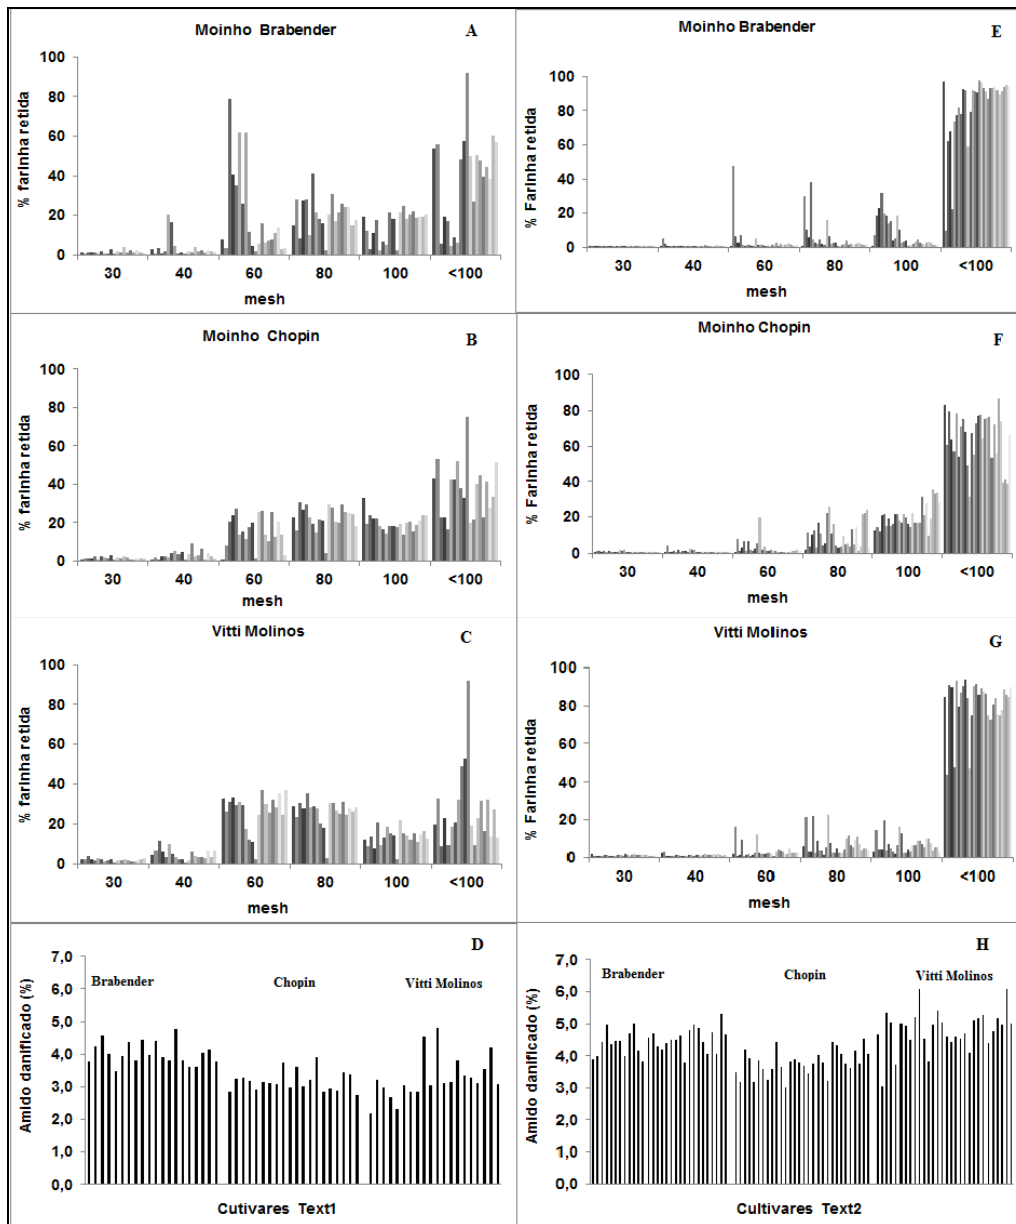 Moinho Brabender
A
% farinha retida
100
80
60
40
20
0
30 40 60 80 100 <100
mesh
Moinho Brabender
E
% Farinha retida
100
80
60
40
20
0
30 40 60 80 100 <100
mesh
Moinho Chopin
B
% farinha retida
100
80
60
40
20
0
30 40 60 80 100 <100
mesh
Moinho Chopin
F
% Farinha retida
100
80
60
40
20
0
30 40 60 80 100 <100
mesh
Vitti Molinos
C
% farinha retida
100
80
60
40
20
0
30 40 60 80 100 <100
mesh
Vitti Molinos
G
% Farinha retida
100
80
60
40
20
0
30 40 60 80 100 <100
mesh
D
Amido danificado (%)
7,0
6,0
5,0
4,0
3,0
2,0
1,0
0,0
Brabender Chopin Vitti Molinos
Cutivares Text1
H
Amido danificado (%)
7,0
6,0
5,0
4,0
3,0
2,0
1,0
0,0
Brabender Chopin Vitti Molinos
Cultivares Text2